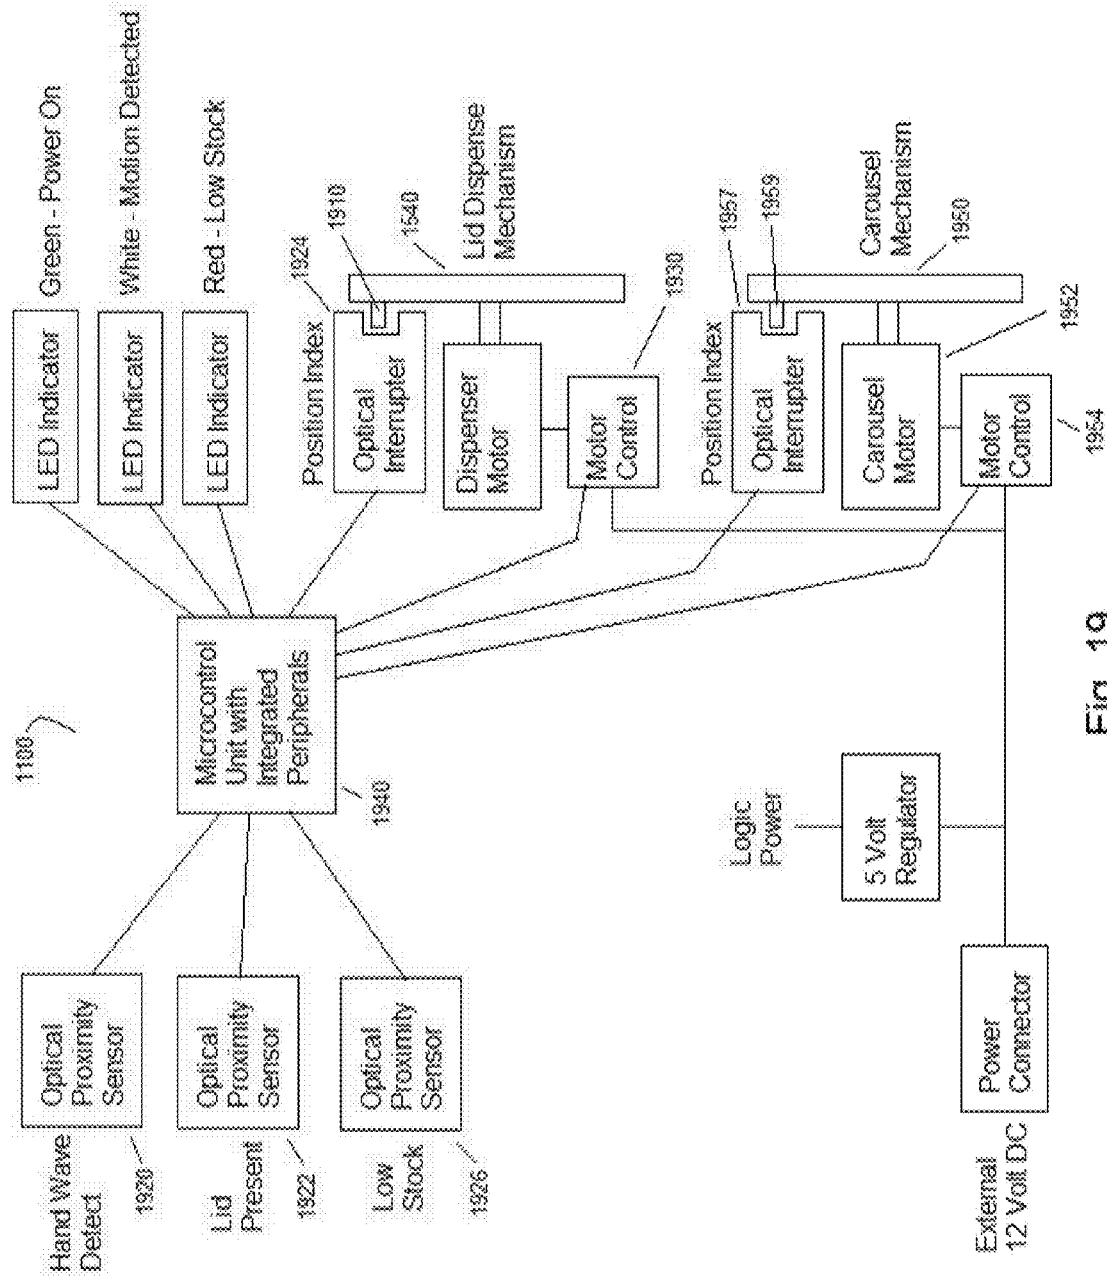 1100
Hand Wave
Detect
Optical
Proximity
Sensor
1920
Lid
Present
Optical
Proximity
Sensor
1922
Low
Stock
Optical
Proximity
Sensor
1926
Microcontrol
Unit with
Integrated
Peripherals
1940
LED Indicator
Green - Power On
LED Indicator
White - Motion Detected
LED Indicator
Red - Low Stock
Position Index
1924
Optical
Interrupter
1910
1540
Lid Dispense
Mechanism
Dispenser
Motor
Motor
Control
1930
Position Index
1957
Optical
Interrupter
1959
Carousel
Mechanism
1950
Carousel
Motor
1952
Motor
Control
1954
Logic
Power
5 Volt
Regulator
External
12 Volt DC
Power
Connector
Fig. 19